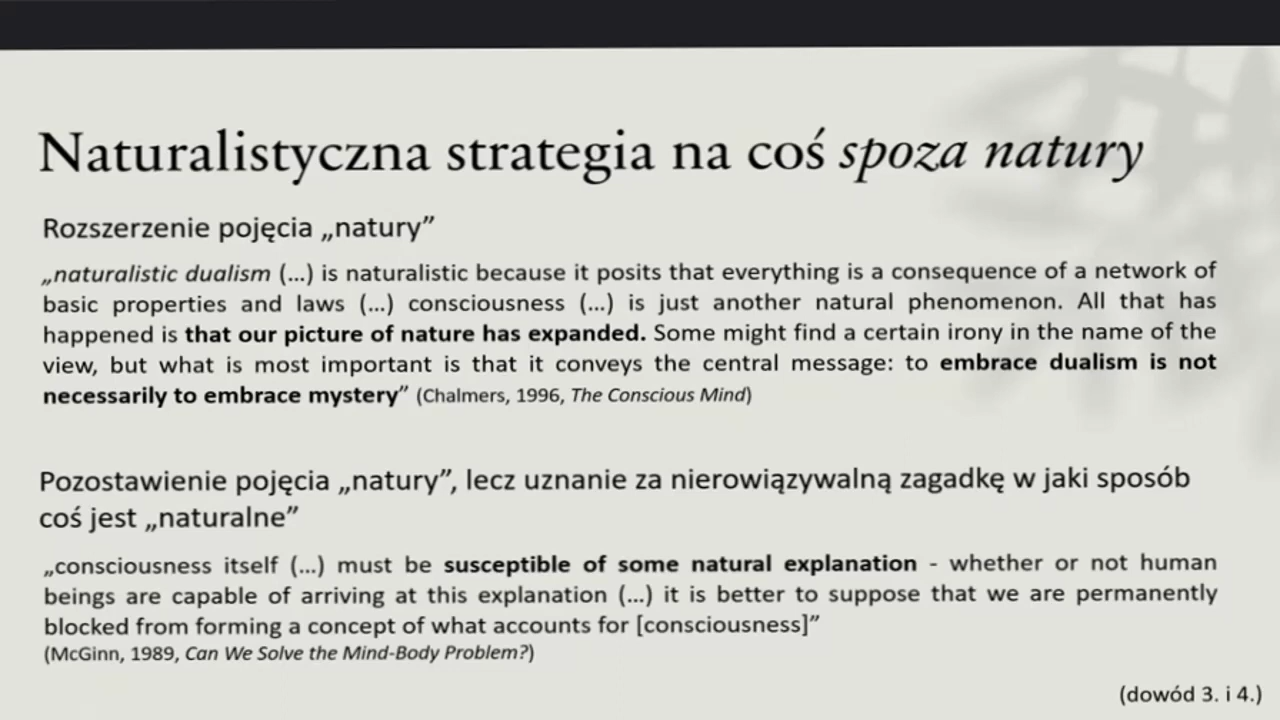 Naturalistyczna strategia na coś spoza natury
Rozszerzenie pojęcia „natury”
„naturalistic dualism (...) is naturalistic because it posits that everything is a consequence of a network of
basic properties and laws (...) consciousness (...) is just another natural phenomenon. All that has
happened is that our picture of nature has expanded. Some might find a certain irony in the name of the
view, but what is most important is that it conveys the central message: to embrace dualism is not
necessarily to embrace mystery” (Chalmers, 1996, The Conscious Mind)
Pozostawienie pojęcia „natury”, lecz uznanie za nierowiązywalną zagadkę w jaki sposób
coś jest „naturalne”
„consciousness itself (...) must be susceptible of some natural explanation - whether or not human
beings are capable of arriving at this explanation (...) it is better to suppose that we are permanently
blocked from forming a concept of what accounts for [consciousness]”
(McGinn, 1989, Can We Solve the Mind-Body Problem?)
(dowód 3. i 4.)